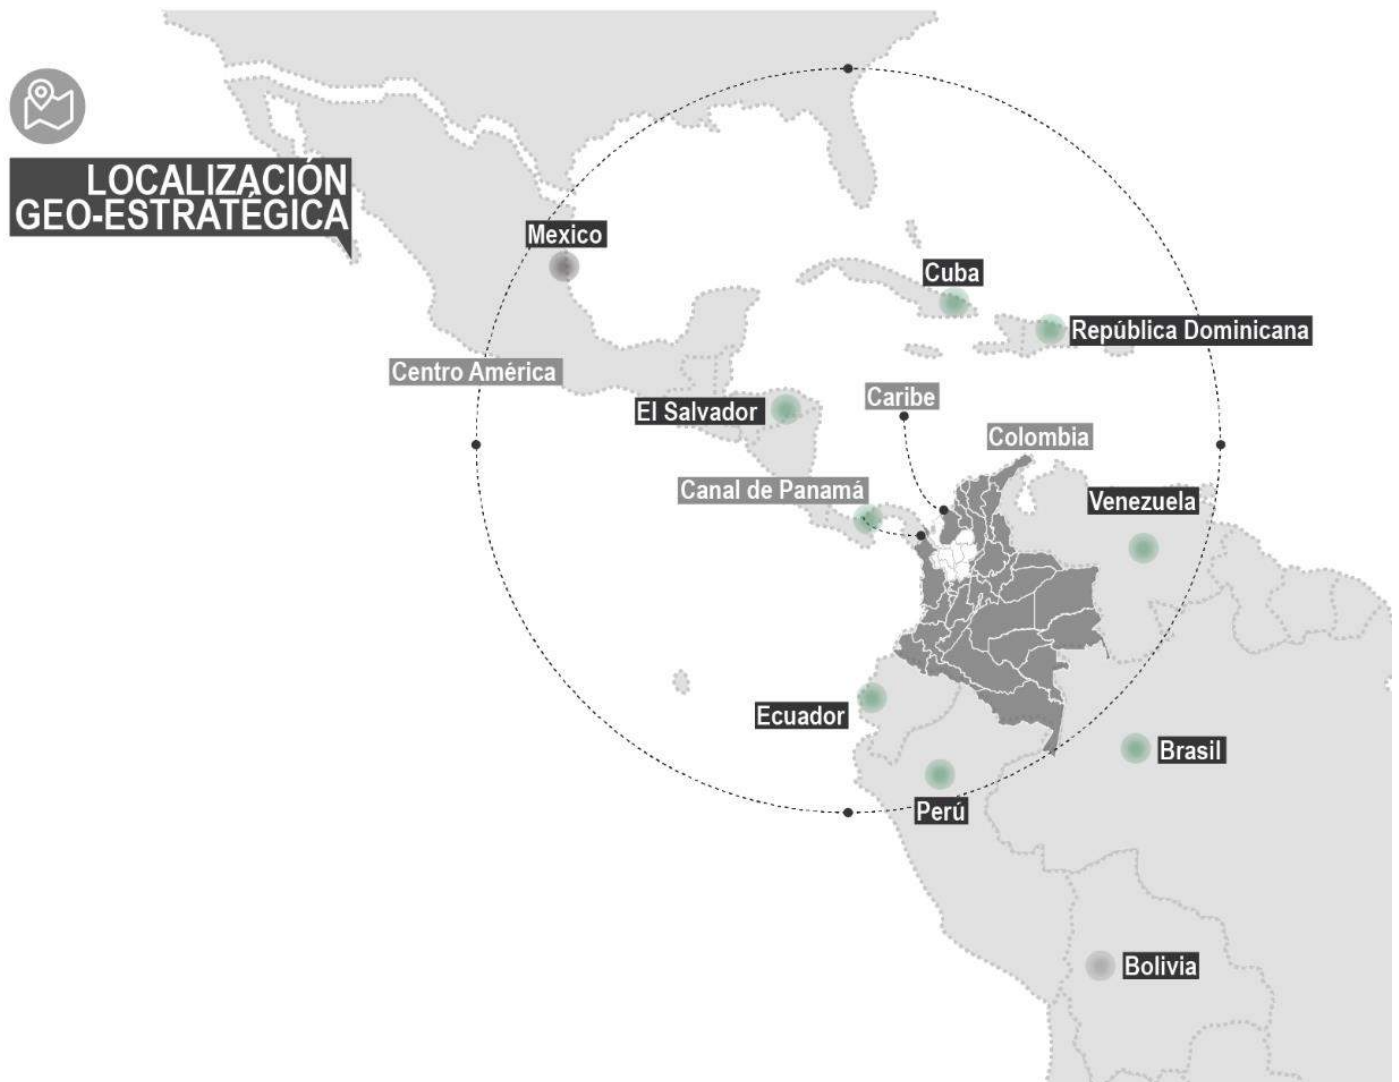 LOCALIZACIÓN
GEO-ESTRATÉGICA
Mexico
Cuba
República Dominicana
Centro América
Caribe
El Salvador
Colombia
Canal de Panamá
Venezuela
Ecuador
Brasil
Perú
Bolivia